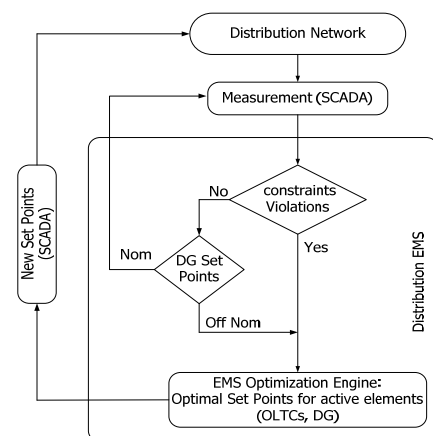 Distribution Network
Measurement (SCADA)
constraints
Violations
No
Yes
DG Set
Points
Nom
Off Nom
New Set Points
(SCADA)
Distribution EMS
EMS Optimization Engine:
Optimal Set Points for active elements
(OLTCs, DG)